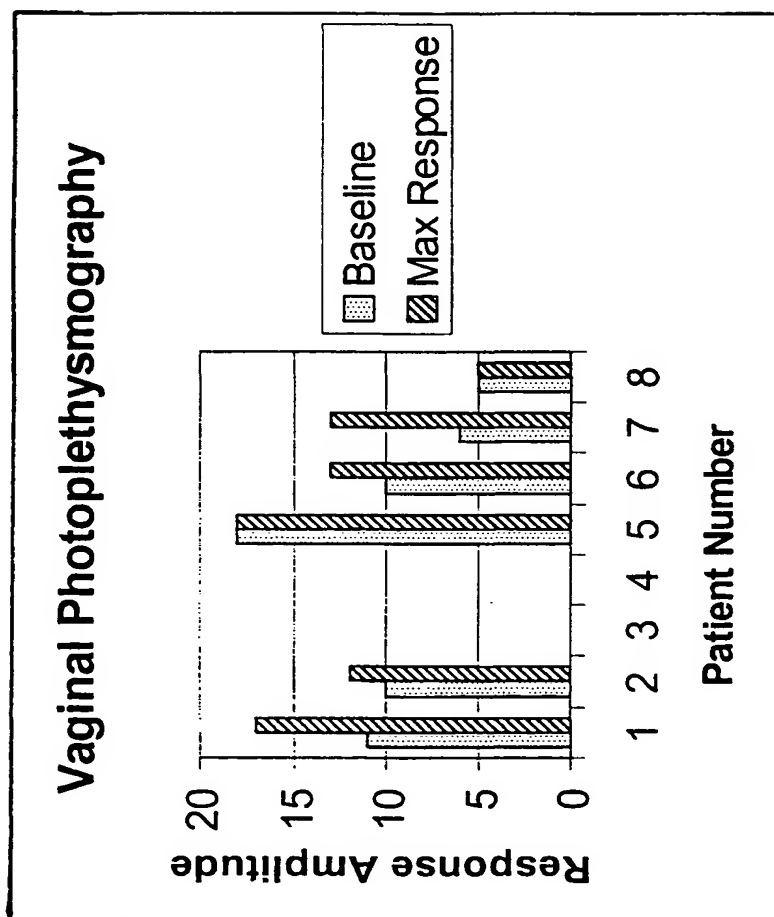 Vaginal Photoplethysmography
Response Amplitude
20
15
10
5
0
1 2 3 4 5 6 7 8
Patient Number
Baseline
Max Response